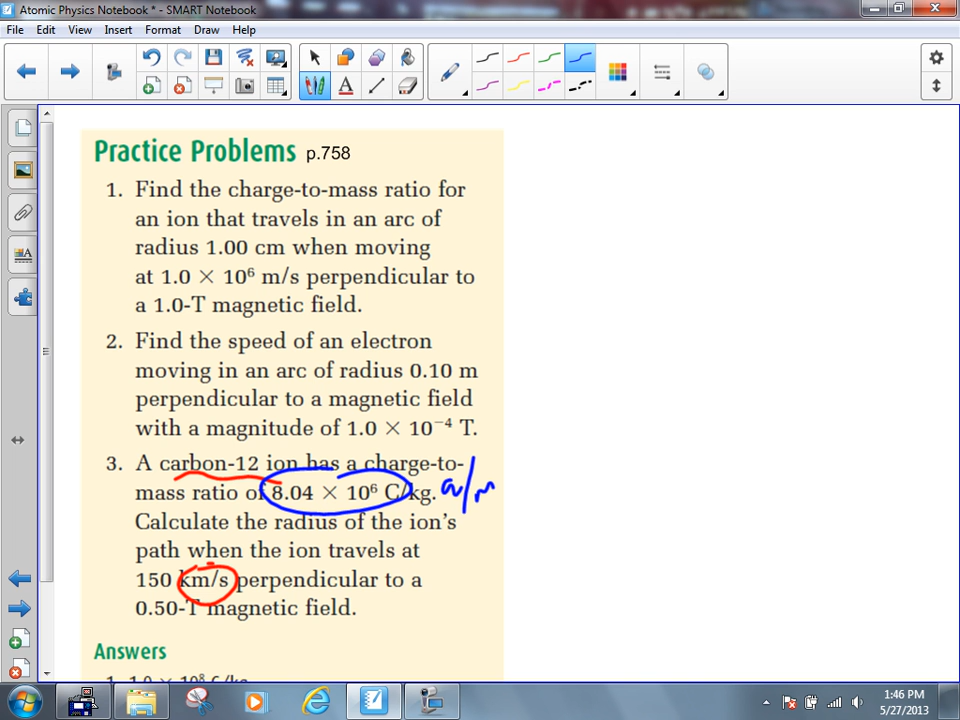 Atomic Physics Notebook * - SMART Notebook
File Edit View Insert Format Draw Help
Practice Problems p.758
1. Find the charge-to-mass ratio for
an ion that travels in an arc of
radius 1.00 cm when moving
at 1.0 × 10⁶ m/s perpendicular to
a 1.0-T magnetic field.
2. Find the speed of an electron
moving in an arc of radius 0.10 m
perpendicular to a magnetic field
with a magnitude of 1.0 × 10⁻⁴ T.
3. A carbon-12 ion has a charge-to-
mass ratio of 8.04 × 10⁶ C/kg. q/m
Calculate the radius of the ion's
path when the ion travels at
150 km/s perpendicular to a
0.50-T magnetic field.
Answers
1. 1.0 × 10⁸ C/kg
1:46 PM
5/27/2013